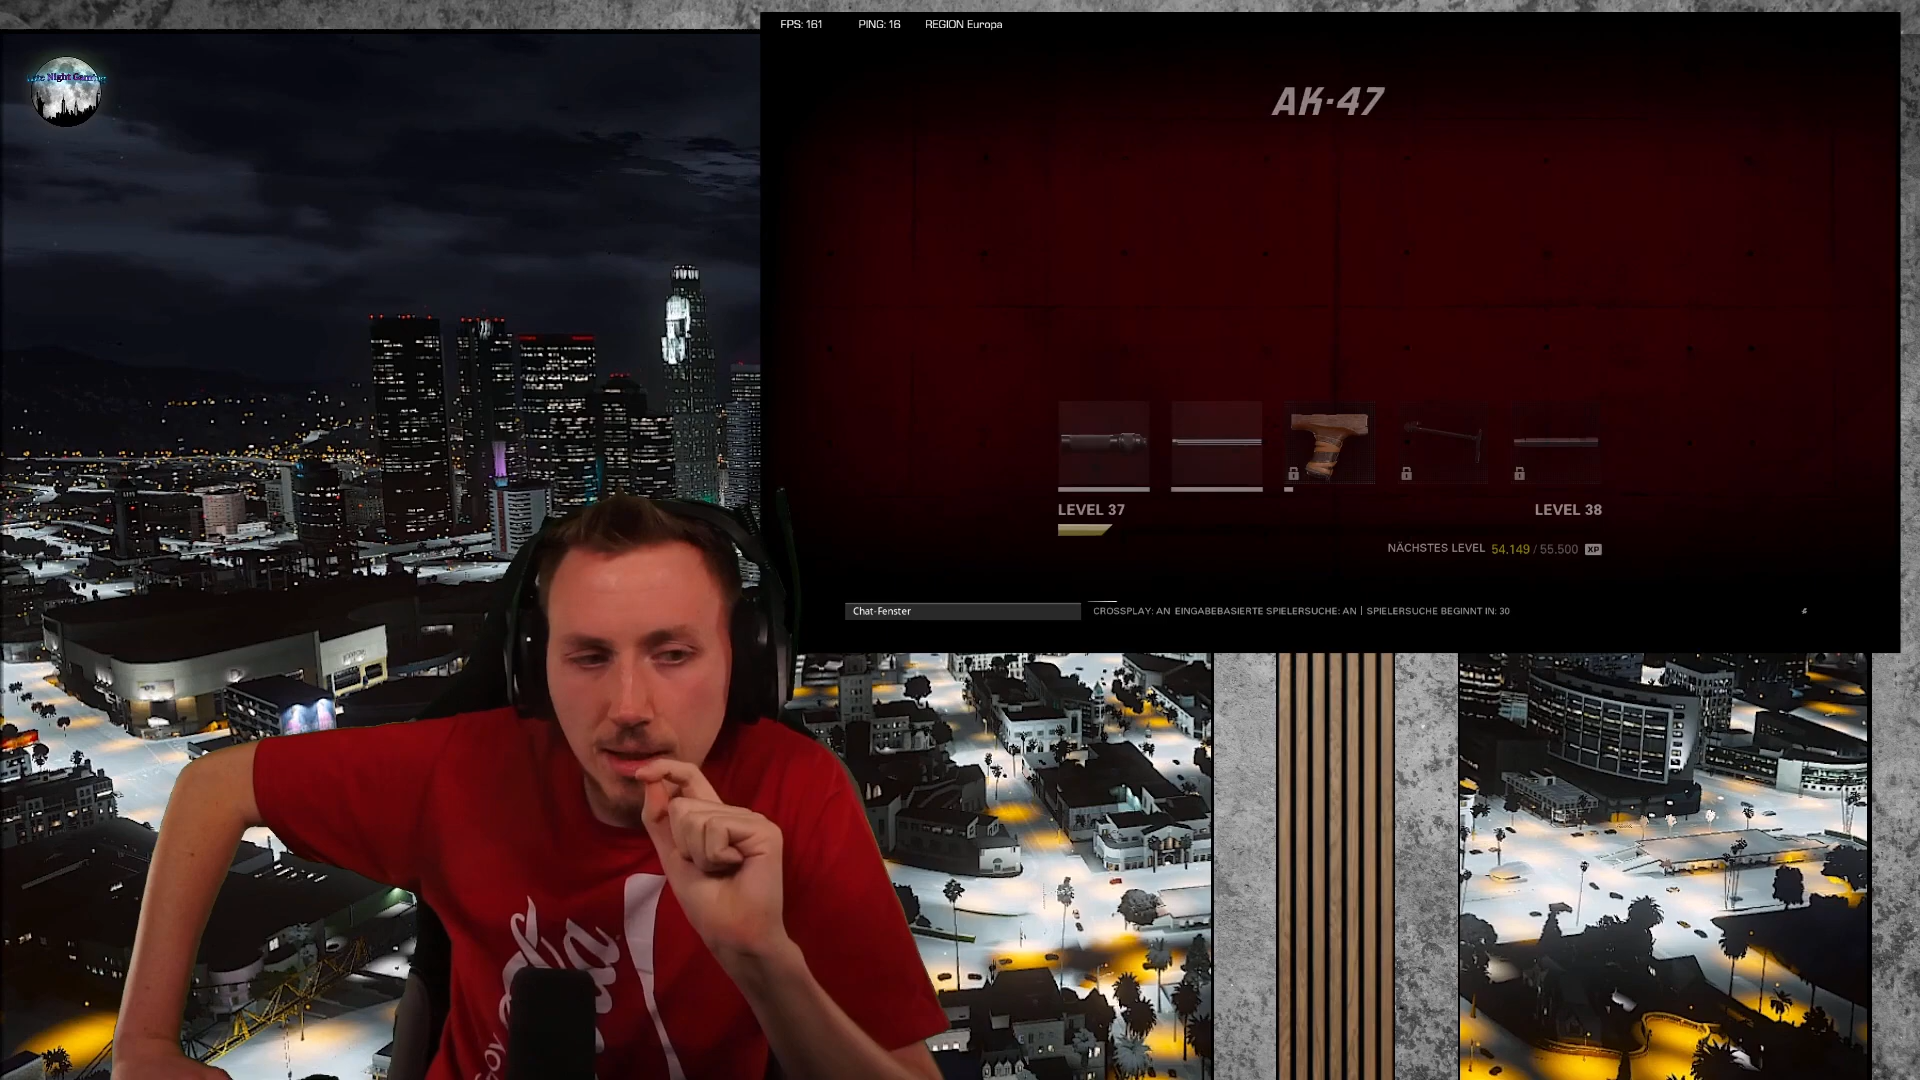 FPS: 161 PING: 16 REGION Europa
Night
AK-47
LEVEL 37
LEVEL 38
NÄCHSTES LEVEL 54.149 / 55.500 XP
Chat-Fenster
CROSSPLAY: AN EINGABEBASIERTE SPIELERSUCHE: AN | SPIELERSUCHE BEGINNT IN: 30